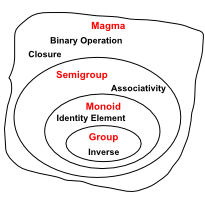 Magma
Binary Operation
Closure
Semigroup
Associativity
Monoid
Identity Element
Group
Inverse